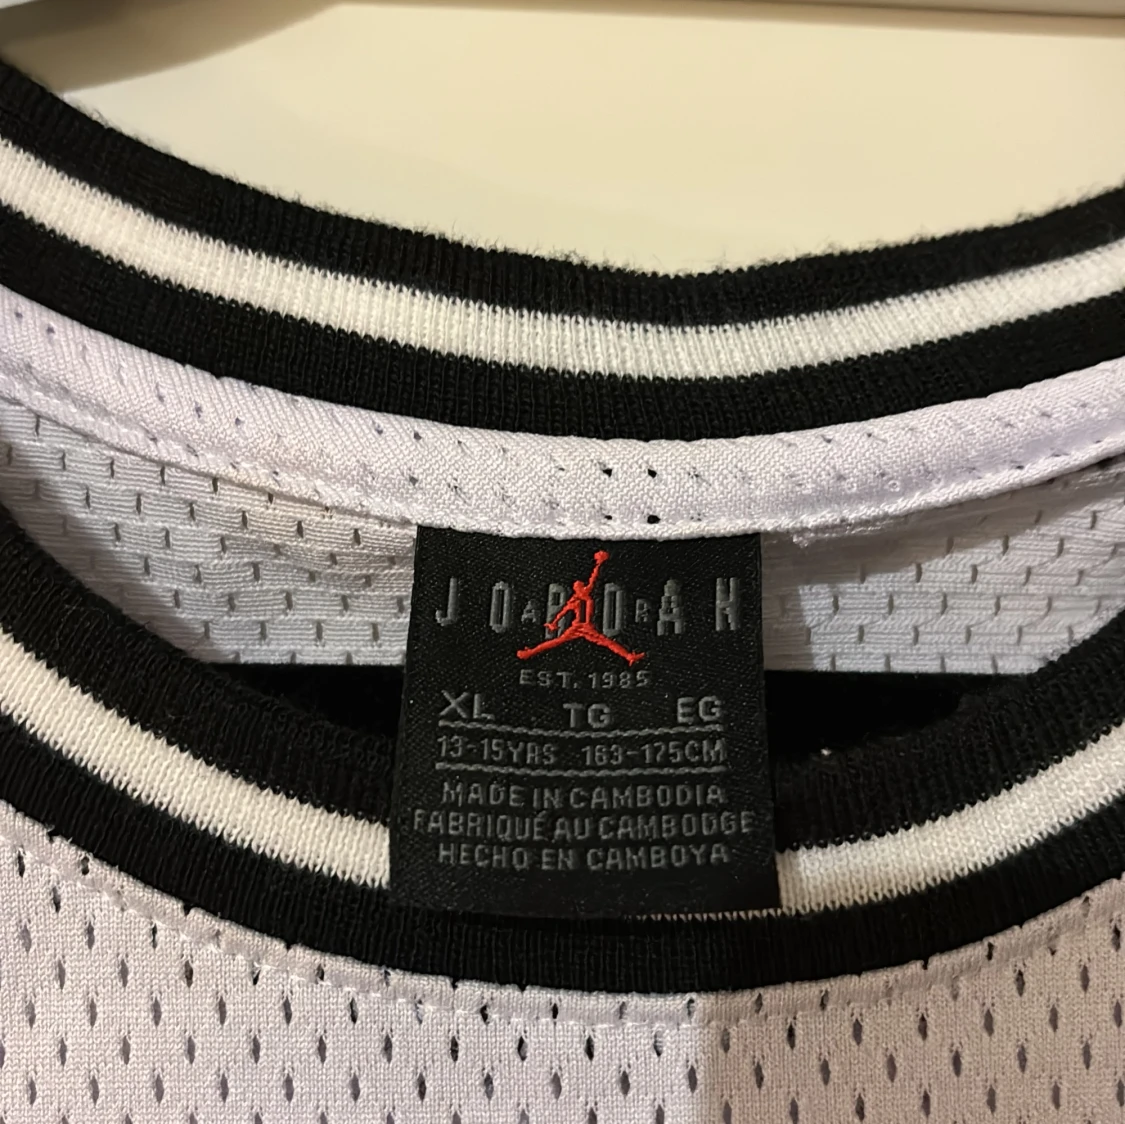 JORDAN
EST. 1985
XL TG EG
13-15YRS 163-175CM
MADE IN CAMBODIA
FABRIQUÉ AU CAMBODGE
HECHO EN CAMBOYA